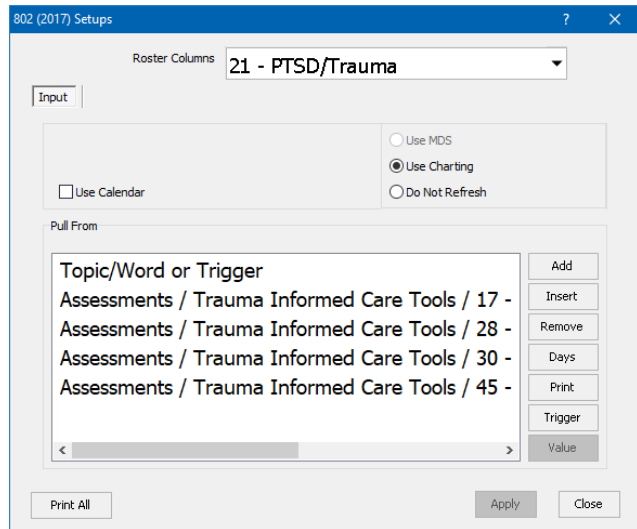 802 (2017) Setups
Roster Columns 21 - PTSD/Trauma
Input
Use MDS
Use Charting
Use Calendar
Do Not Refresh
Pull From
Topic/Word or Trigger
Assessments / Trauma Informed Care Tools / 17 -
Assessments / Trauma Informed Care Tools / 28 -
Assessments / Trauma Informed Care Tools / 30 -
Assessments / Trauma Informed Care Tools / 45 -
Add
Insert
Remove
Days
Print
Trigger
Value
Print All
Apply
Close